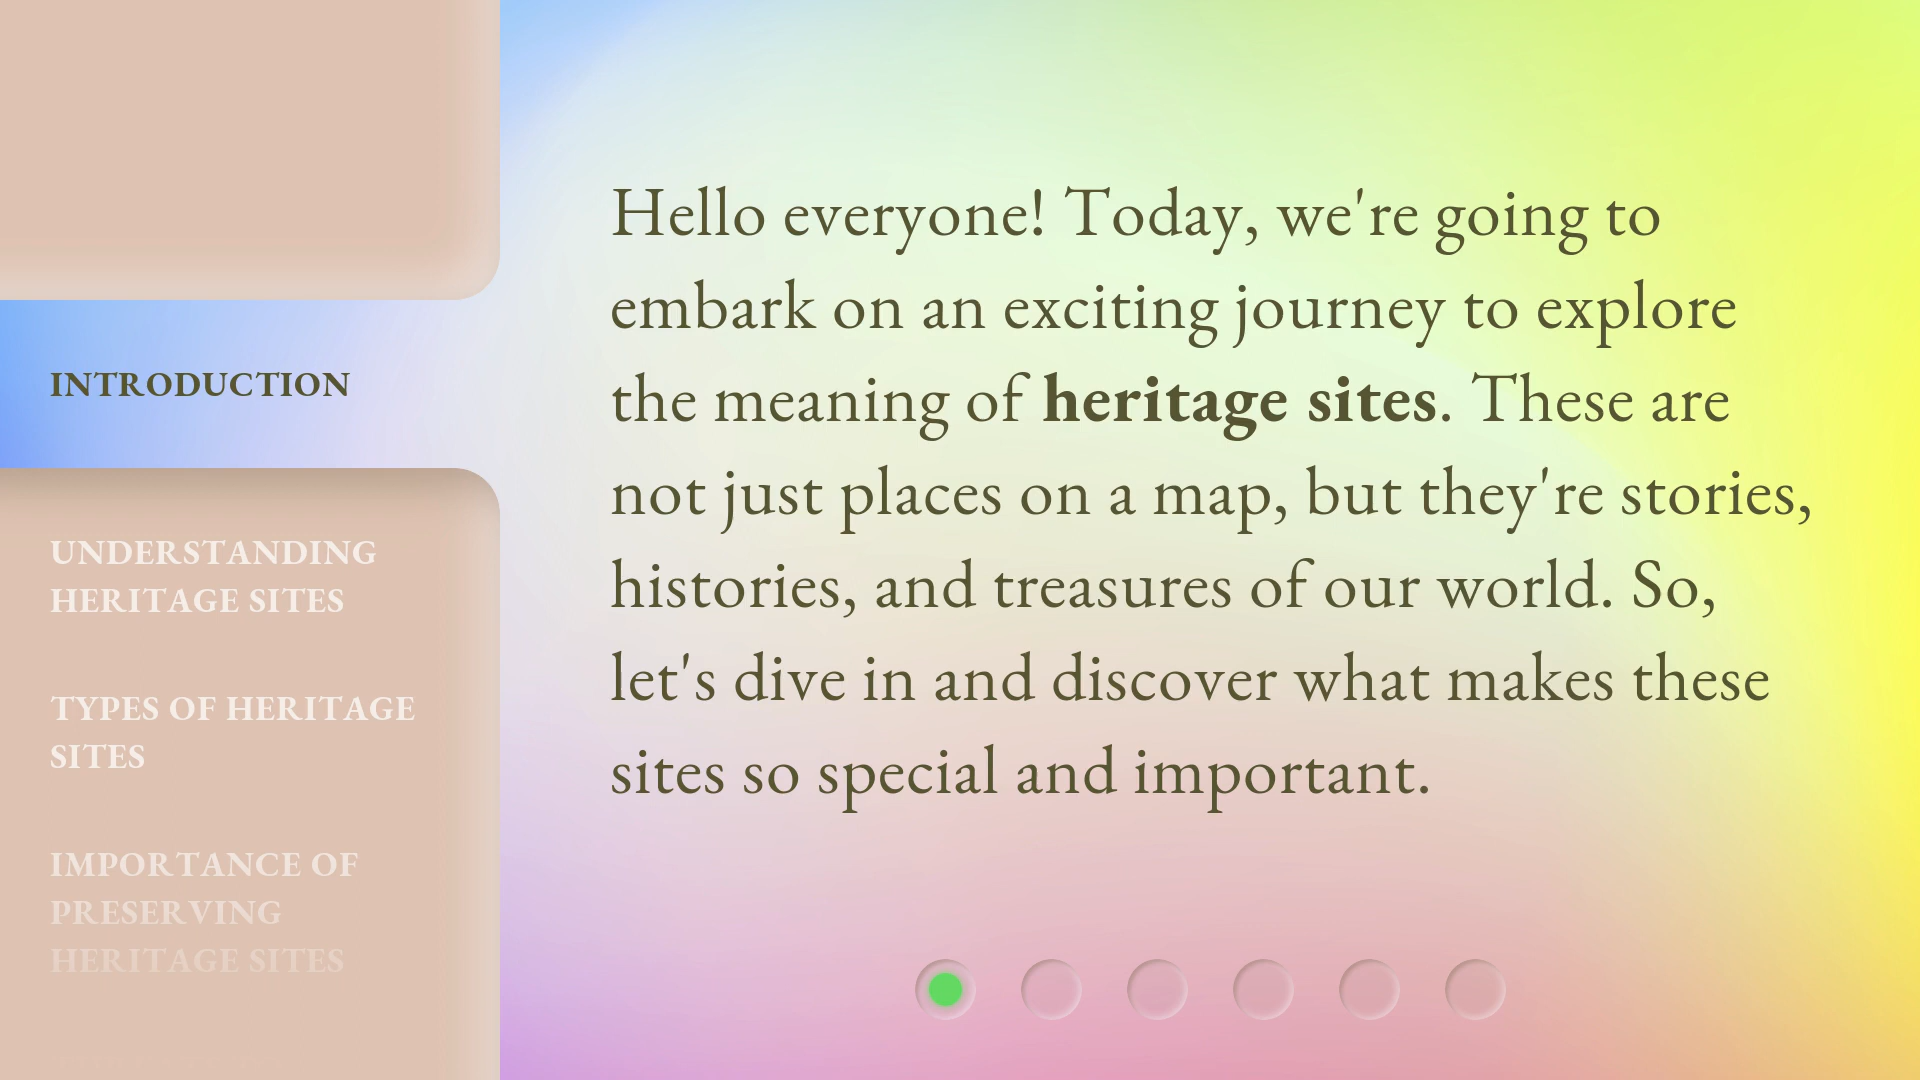 INTRODUCTION
UNDERSTANDING
HERITAGE SITES
TYPES OF HERITAGE
SITES
IMPORTANCE OF
PRESERVING
HERITAGE SITES
Hello everyone! Today, we're going to
embark on an exciting journey to explore
the meaning of heritage sites. These are
not just places on a map, but they're stories,
histories, and treasures of our world. So,
let's dive in and discover what makes these
sites so special and important.